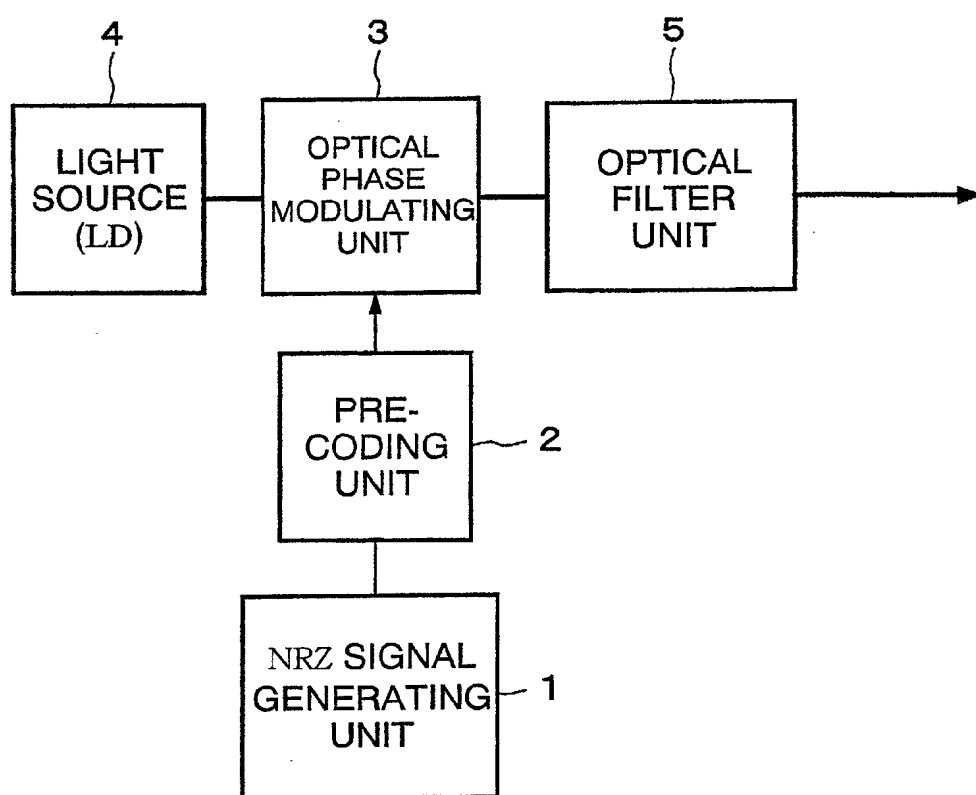 4
3
5
LIGHT
SOURCE
(LD)
OPTICAL
PHASE
MODULATING
UNIT
OPTICAL
FILTER
UNIT
PRE-
CODING
UNIT
2
NRZ SIGNAL
GENERATING
UNIT
1